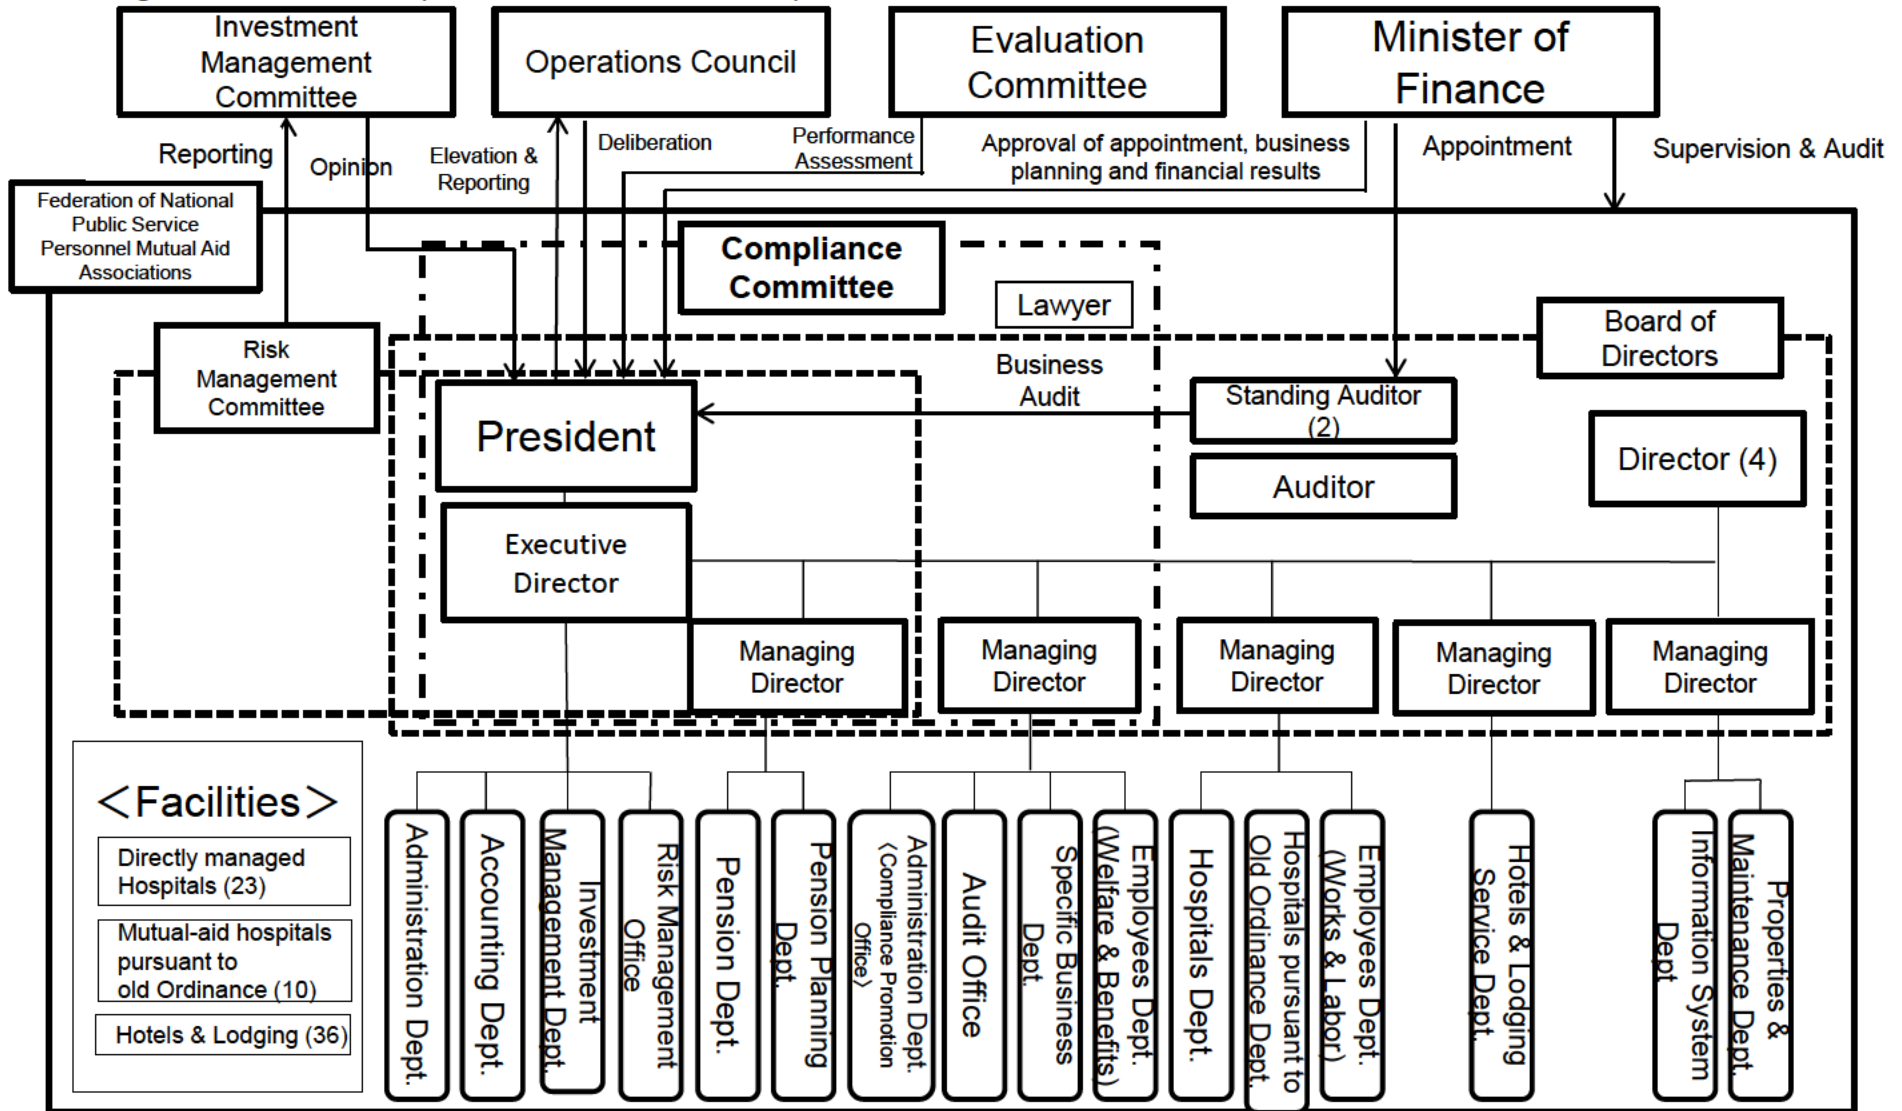 Investment
Management
Committee
Operations Council
Evaluation
Committee
Minister of
Finance
Reporting
Opinion
Elevation &
Reporting
Deliberation
Performance
Assessment
Approval of appointment, business
planning and financial results
Appointment
Supervision & Audit
Federation of National
Public Service
Personnel Mutual Aid
Associations
Compliance
Committee
Lawyer
Board of
Directors
Risk
Management
Committee
Business
Audit
President
Standing Auditor
(2)
Auditor
Director (4)
Executive
Director
Managing
Director
Managing
Director
Managing
Director
Managing
Director
Managing
Director
<Facilities>
Directly managed
Hospitals (23)
Mutual-aid hospitals
pursuant to
old Ordinance (10)
Hotels & Lodging (36)
Administration Dept.
Accounting Dept.
Investment
Management Dept.
Risk Management
Office
Pension Dept.
Pension Planning
Dept.
Administration Dept.
〈Compliance Promotion
Office〉
Audit Office
Specific Business
Dept.
Employees Dept.
(Welfare & Benefits)
Hospitals Dept.
Hospitals pursuant to
Old Ordinance Dept.
Employees Dept.
(Works & Labor)
Hotels & Lodging
Service Dept.
Information System
Dept
Properties &
Maintenance Dept.